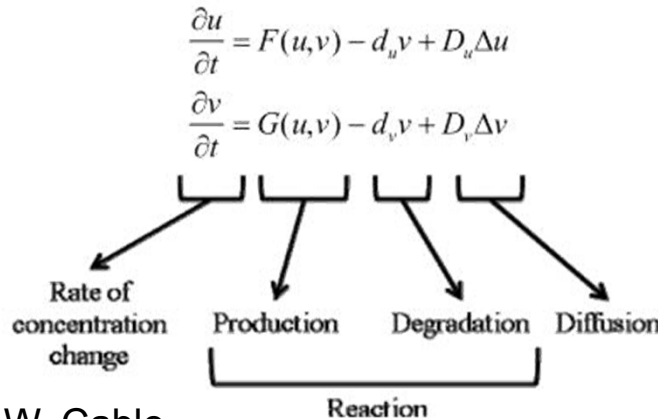 ∂u/∂t = F(u,v) − d_u v + D_u Δu
∂v/∂t = G(u,v) − d_v v + D_v Δv
Rate of
concentration
change
Production
Degradation
Diffusion
Reaction